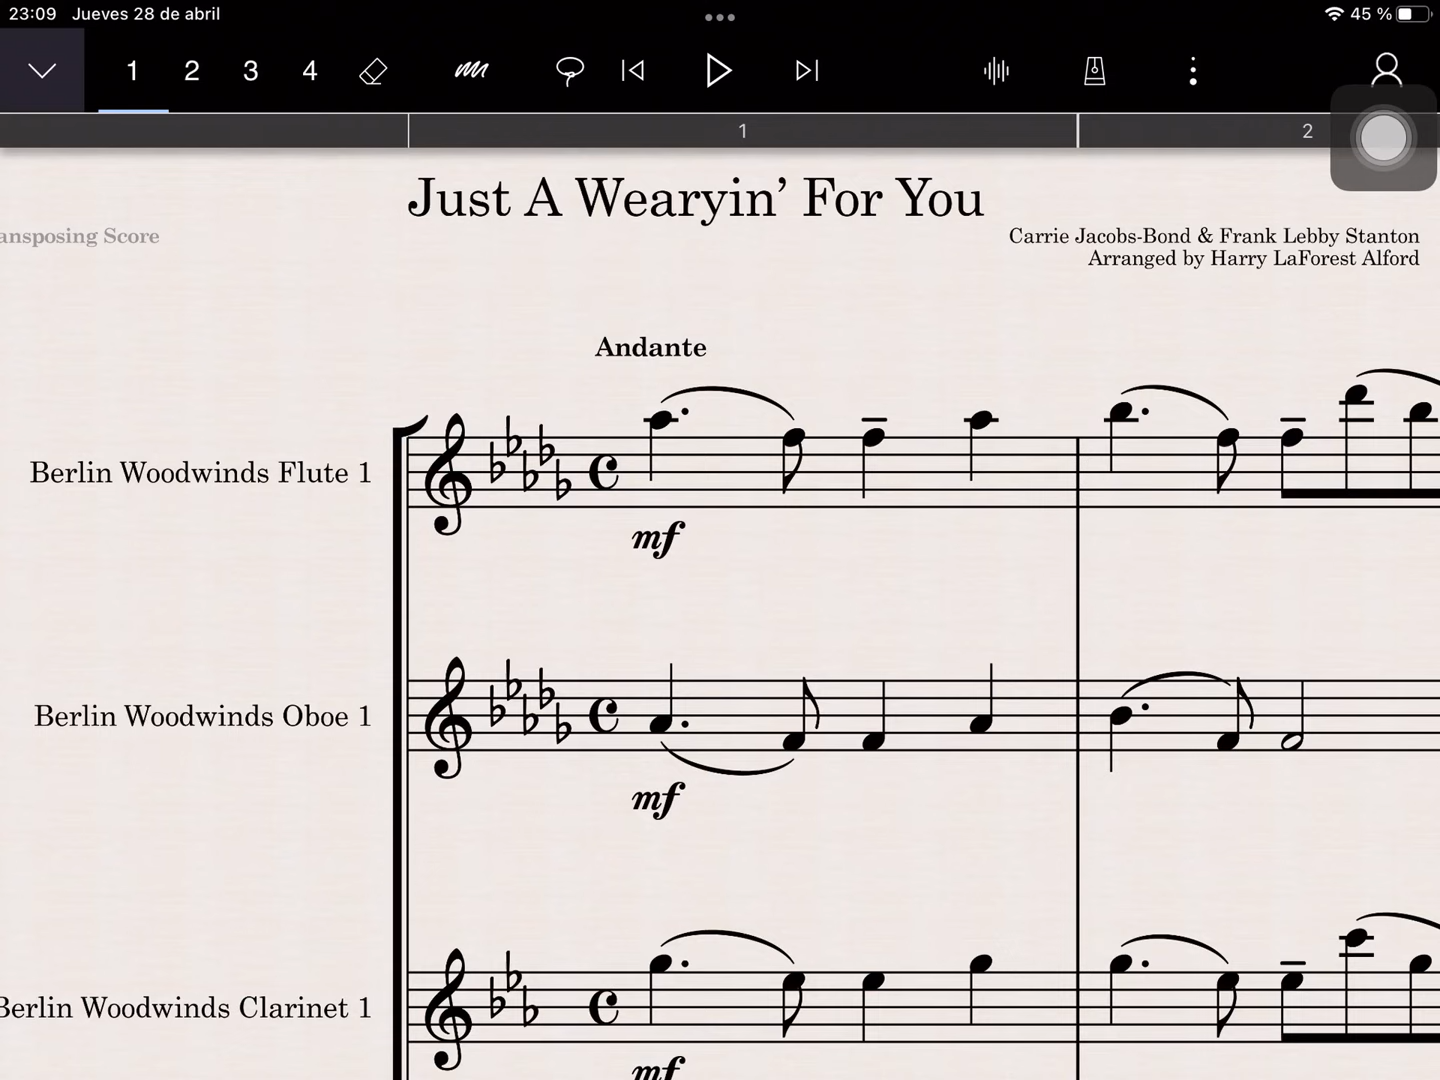 23:09 Jueves 28 de abril
45 %
1 2 3 4
1 2
Just A Wearyin’ For You
ansposing Score
Carrie Jacobs-Bond & Frank Lebby Stanton
Arranged by Harry LaForest Alford
Andante
Berlin Woodwinds Flute 1
mf
Berlin Woodwinds Oboe 1
mf
Berlin Woodwinds Clarinet 1
mf